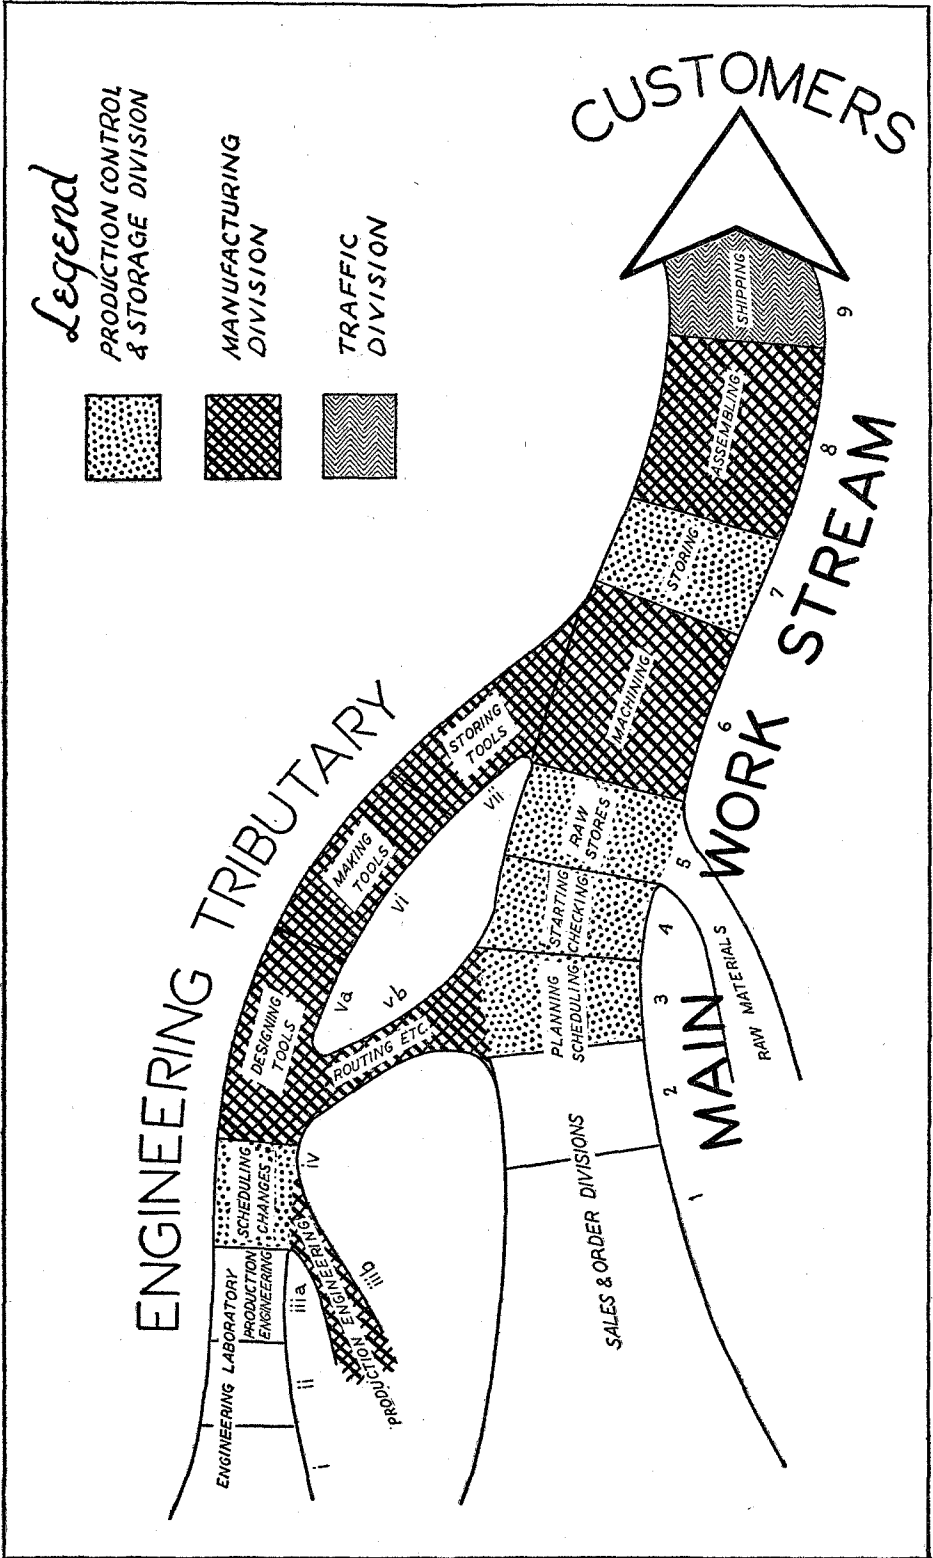 Legend
PRODUCTION CONTROL
& STORAGE DIVISION
MANUFACTURING
DIVISION
TRAFFIC
DIVISION
ENGINEERING TRIBUTARY
ENGINEERING LABORATORY
PRODUCTION
ENGINEERING
SCHEDULING
CHANGES
PRODUCTION ENGINEERING
DESIGNING
TOOLS
ROUTING ETC.
MAKING
TOOLS
STORING
TOOLS
i
ii
iiia
iiib
iv
va
vb
vi
vii
SALES & ORDER DIVISIONS
PLANNING
SCHEDULING
STARTING
CHECKING
RAW
STORES
MACHINING
STORING
ASSEMBLING
SHIPPING
CUSTOMERS
1
2
3
4
5
6
7
8
9
RAW MATERIALS
MAIN WORK STREAM